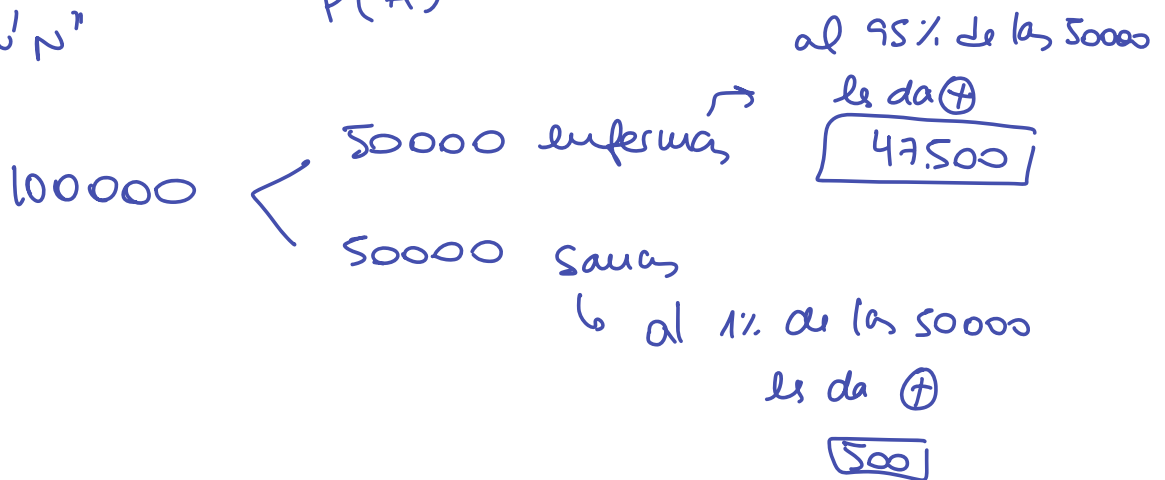 N"
P(A)
al 95% de las 50000
les da ⊕
50000 enfermas
47.500
100000
50000 sanas
al 1% de las 50000
les da ⊕
500